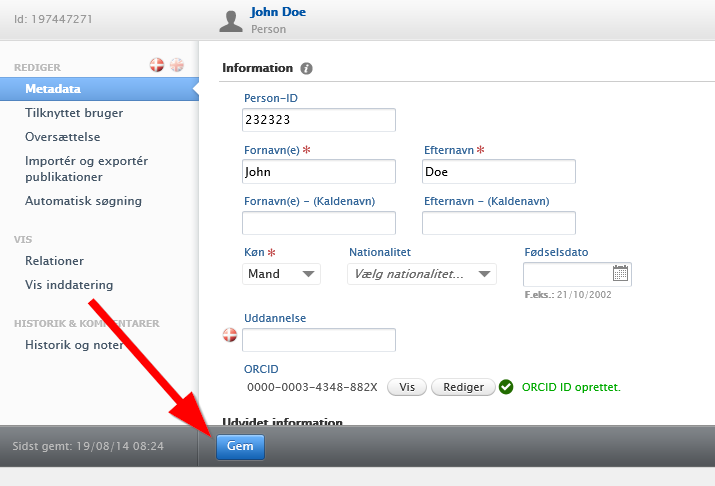 Id: 197447271
John Doe
Person
REDIGER
Metadata
Tilknyttet bruger
Oversættelse
Importér og exportér
publikationer
Automatisk søgning
VIS
Relationer
Vis inddatering
HISTORIK & KOMMENTARER
Historik og noter
Information
Person-ID
232323
Fornavn(e) * Efternavn *
John Doe
Fornavn(e) - (Kaldenavn) Efternavn - (Kaldenavn)
Køn * Nationalitet Fødselsdato
Mand Vælg nationalitet...
F.eks.: 21/10/2002
Uddannelse
ORCID
0000-0003-4348-882X Vis Rediger ORCID ID oprettet.
Udvidet information
Sidst gemt: 19/08/14 08:24 Gem